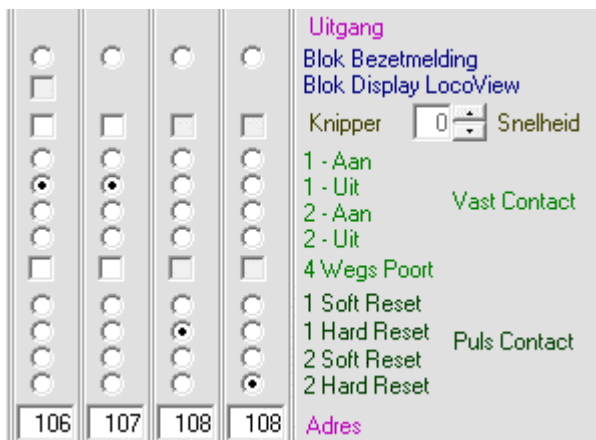 Uitgang
Blok Bezetmelding
Blok Display LocoView
Knipper 0 Snelheid
1 - Aan
1 - Uit
Vast Contact
2 - Aan
2 - Uit
4 Wegs Poort
1 Soft Reset
1 Hard Reset
Puls Contact
2 Soft Reset
2 Hard Reset
106 107 108 108 Adres